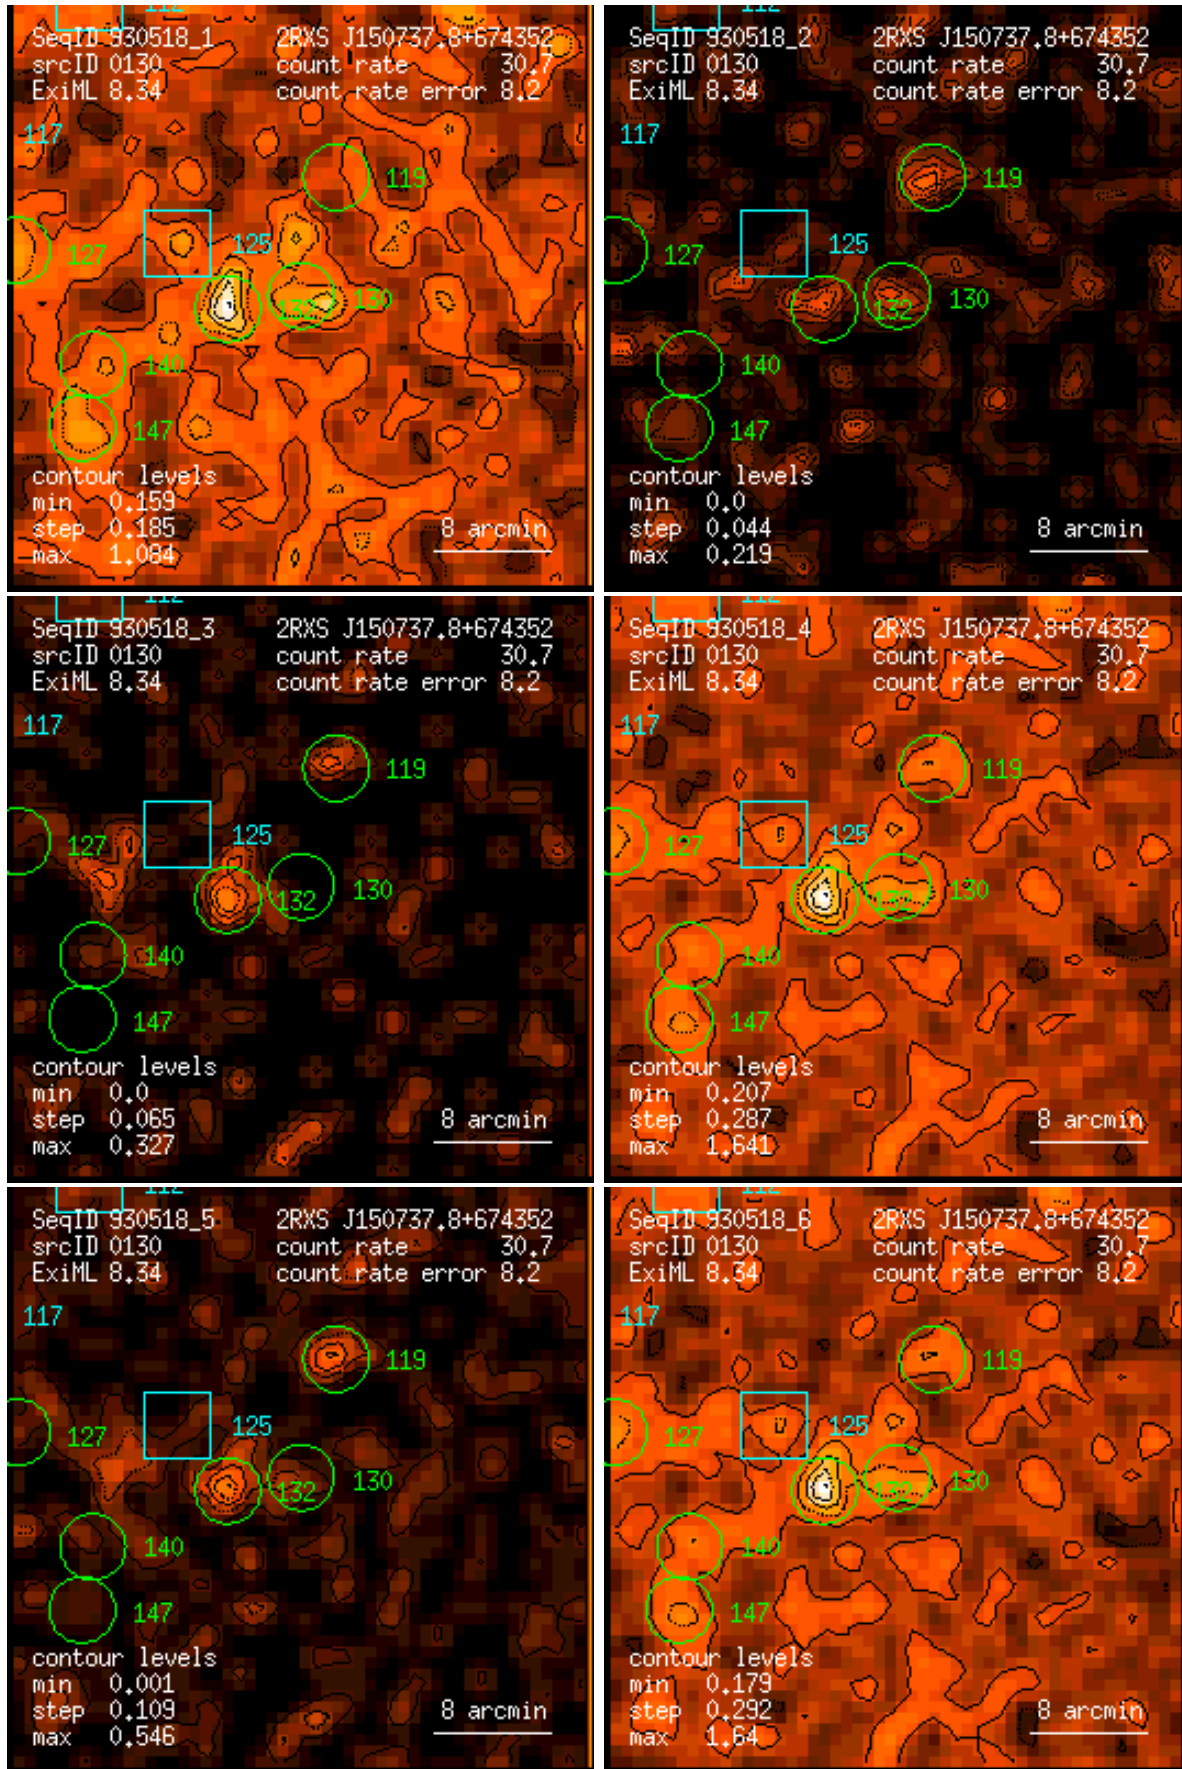 112
SeqID 930518_1 2RXS J150737.8+674352
srcID 0130 count rate 30.7
ExiML 8.34 count rate error 8.2
117
119
125
127
132 130
140
147
contour levels
min 0.159
step 0.185 8 arcmin
max 1.084
112
SeqID 930518_2 2RXS J150737.8+674352
srcID 0130 count rate 30.7
ExiML 8.34 count rate error 8.2
117
119
125
127
132 130
140
147
contour levels
min 0.0
step 0.044 8 arcmin
max 0.219
112
SeqID 930518_3 2RXS J150737.8+674352
srcID 0130 count rate 30.7
ExiML 8.34 count rate error 8.2
117
119
125
127
132 130
140
147
contour levels
min 0.0
step 0.065 8 arcmin
max 0.327
112
SeqID 930518_4 2RXS J150737.8+674352
srcID 0130 count rate 30.7
ExiML 8.34 count rate error 8.2
117
119
125
127
132 130
140
147
contour levels
min 0.207
step 0.287 8 arcmin
max 1.641
112
SeqID 930518_5 2RXS J150737.8+674352
srcID 0130 count rate 30.7
ExiML 8.34 count rate error 8.2
117
119
125
127
132 130
140
147
contour levels
min 0.001
step 0.109 8 arcmin
max 0.546
112
SeqID 930518_6 2RXS J150737.8+674352
srcID 0130 count rate 30.7
ExiML 8.34 count rate error 8.2
117
119
125
127
132 130
140
147
contour levels
min 0.179
step 0.292 8 arcmin
max 1.64